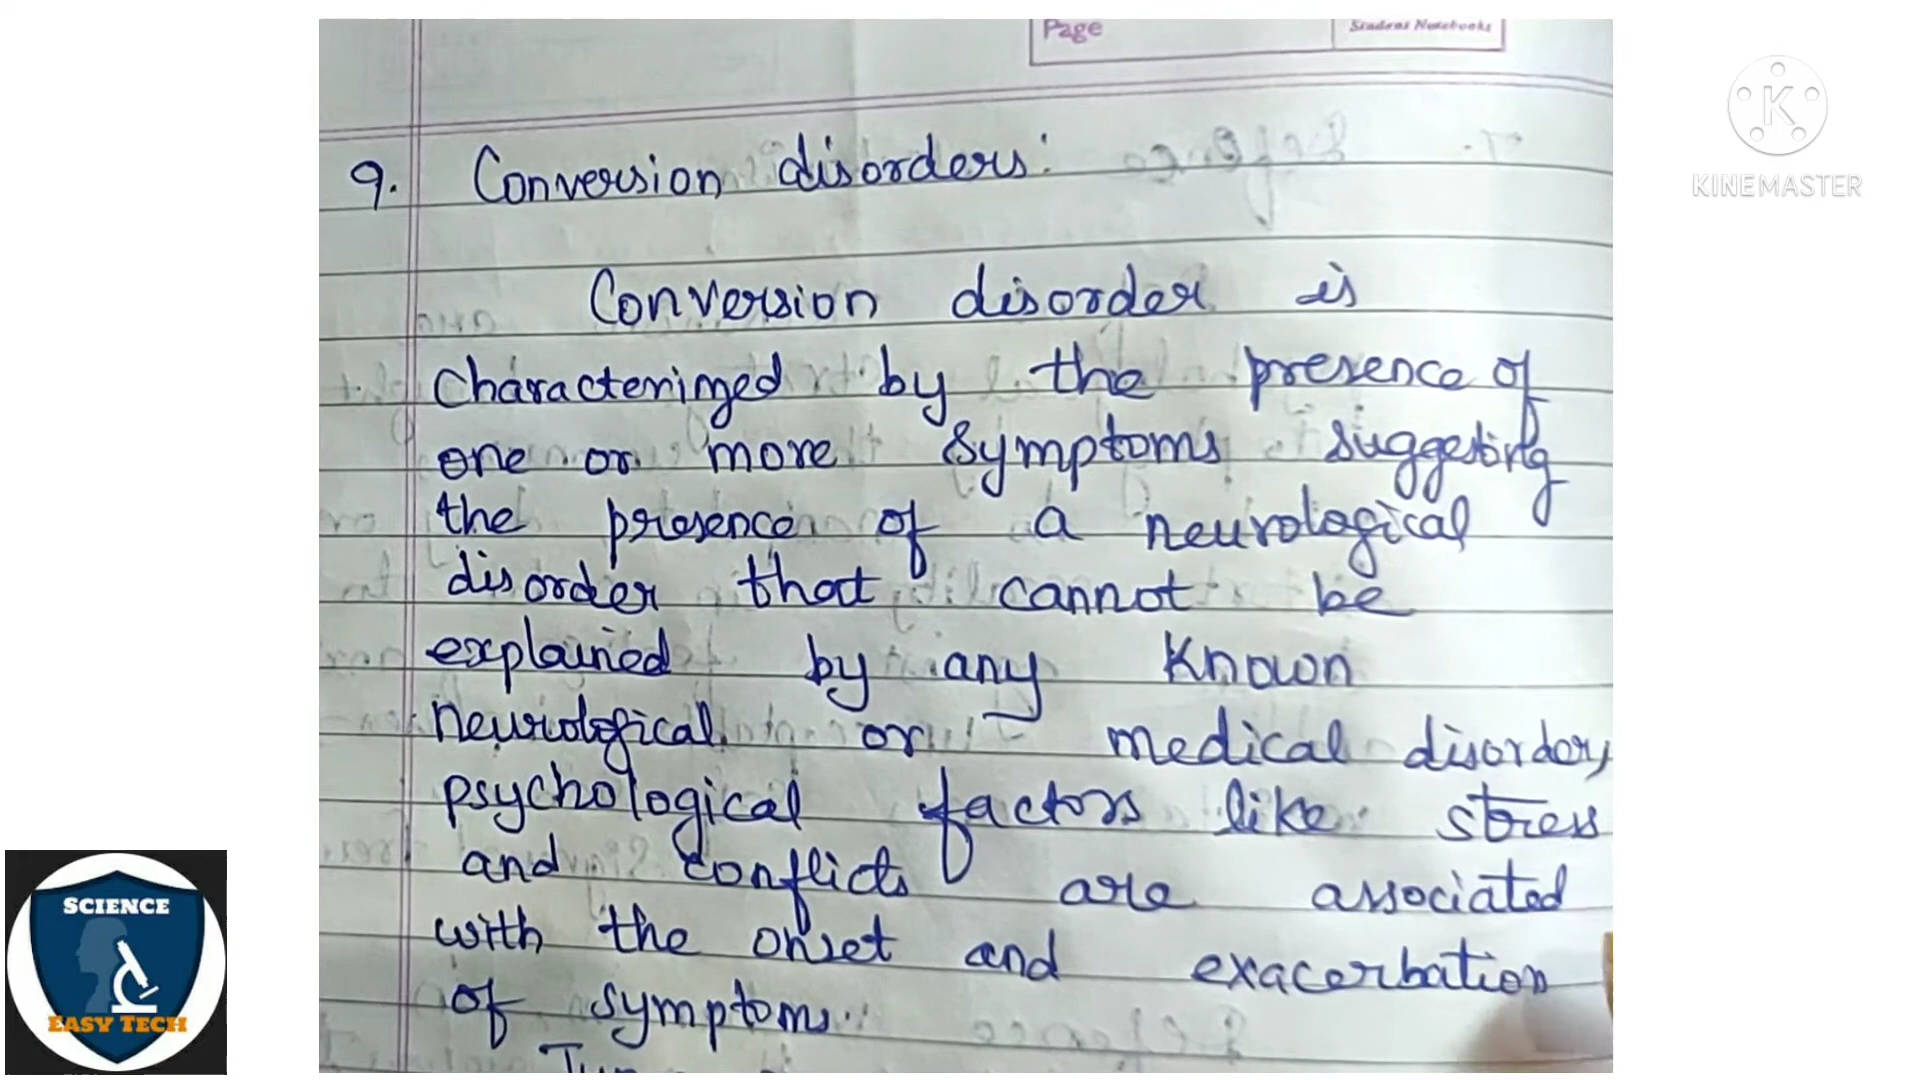 Page
Student Notebooks
KINEMASTER
9. Conversion disorders:
Conversion disorder is
characterized by the presence of
one or more symptoms suggesting
the presence of a neurological
disorder that cannot be
explained by any known
neurological or medical disorder,
psychological factors like stress
and conflicts are associated
with the onset and exacerbation
of symptoms.
SCIENCE
EASY TECH